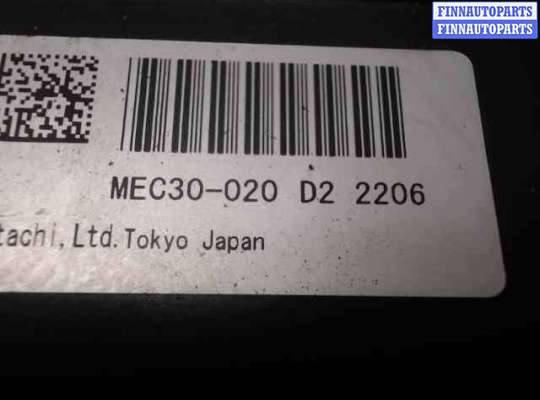 FINNAUTOPARTS
FINNAUTOPARTS
MEC30-020 D2 2206
tachi,Ltd.Tokyo Japan